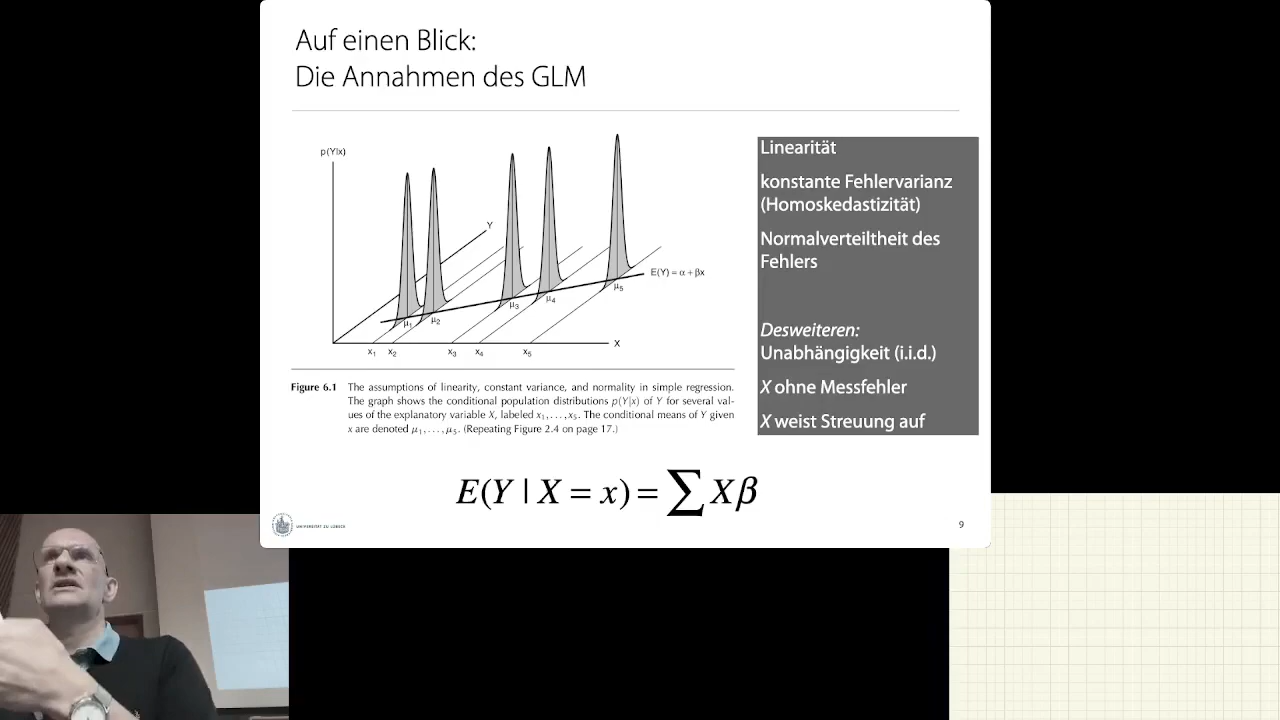 Auf einen Blick:
Die Annahmen des GLM
p(Y|x)
Y
E(Y) = α + βx
μ1
μ2
μ3
μ4
μ5
X
x1
x2
x3
x4
x5
Figure 6.1 The assumptions of linearity, constant variance, and normality in simple regression.
The graph shows the conditional population distributions p(Y|x) of Y for several val-
ues of the explanatory variable X, labeled x1, . . . , x5. The conditional means of Y given
x are denoted μ1, . . . , μ5. (Repeating Figure 2.4 on page 17.)
Linearität
konstante Fehlervarianz
(Homoskedastizität)
Normalverteiltheit des
Fehlers
Desweiteren:
Unabhängigkeit (i.i.d.)
X ohne Messfehler
X weist Streuung auf
E(Y | X = x) = ∑ Xβ
UNIVERSITÄT ZU LÜBECK
9